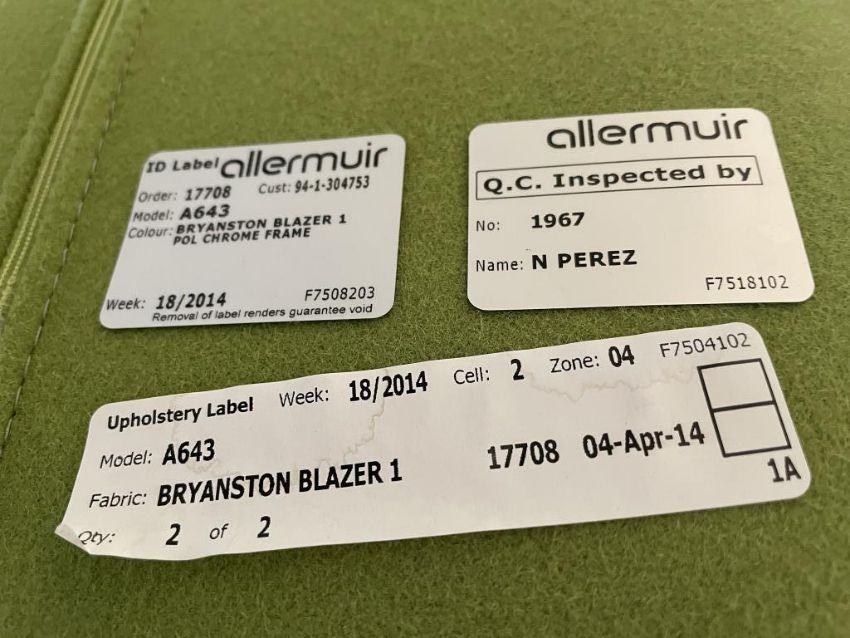 ID Label allermuir
Order: 17708 Cust: 94-1-304753
Model: A643
Colour: BRYANSTON BLAZER 1
POL CHROME FRAME
Week: 18/2014 F7508203
Removal of label renders guarantee void
allermuir
Q.C. Inspected by
No: 1967
Name: N PEREZ
F7518102
Upholstery Label Week: 18/2014 Cell: 2 Zone: 04 F7504102
Model: A643
Fabric: BRYANSTON BLAZER 1 17708 04-Apr-14
Qty: 2 of 2
1A